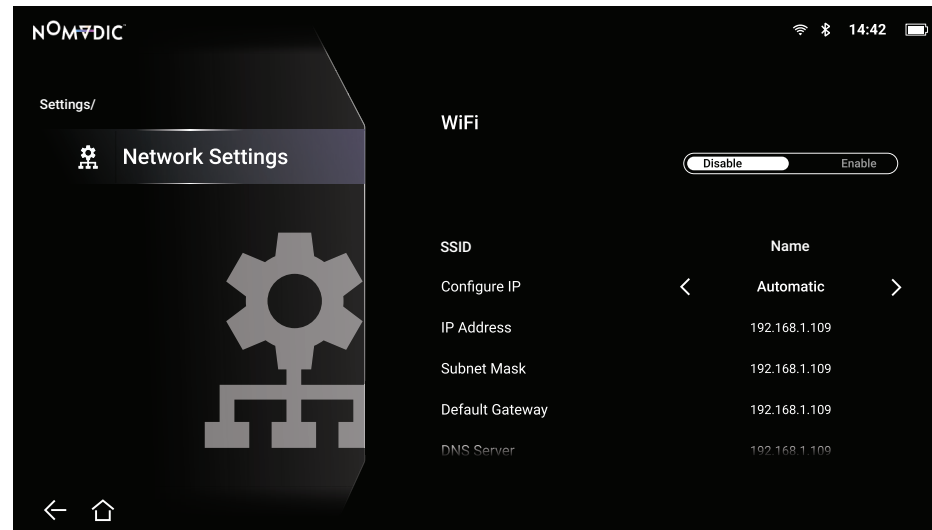 NOMADIC
14:42
Settings/
Network Settings
WiFi
Disable Enable
SSID Name
Configure IP Automatic
IP Address 192.168.1.109
Subnet Mask 192.168.1.109
Default Gateway 192.168.1.109
DNS Server 192.168.1.109